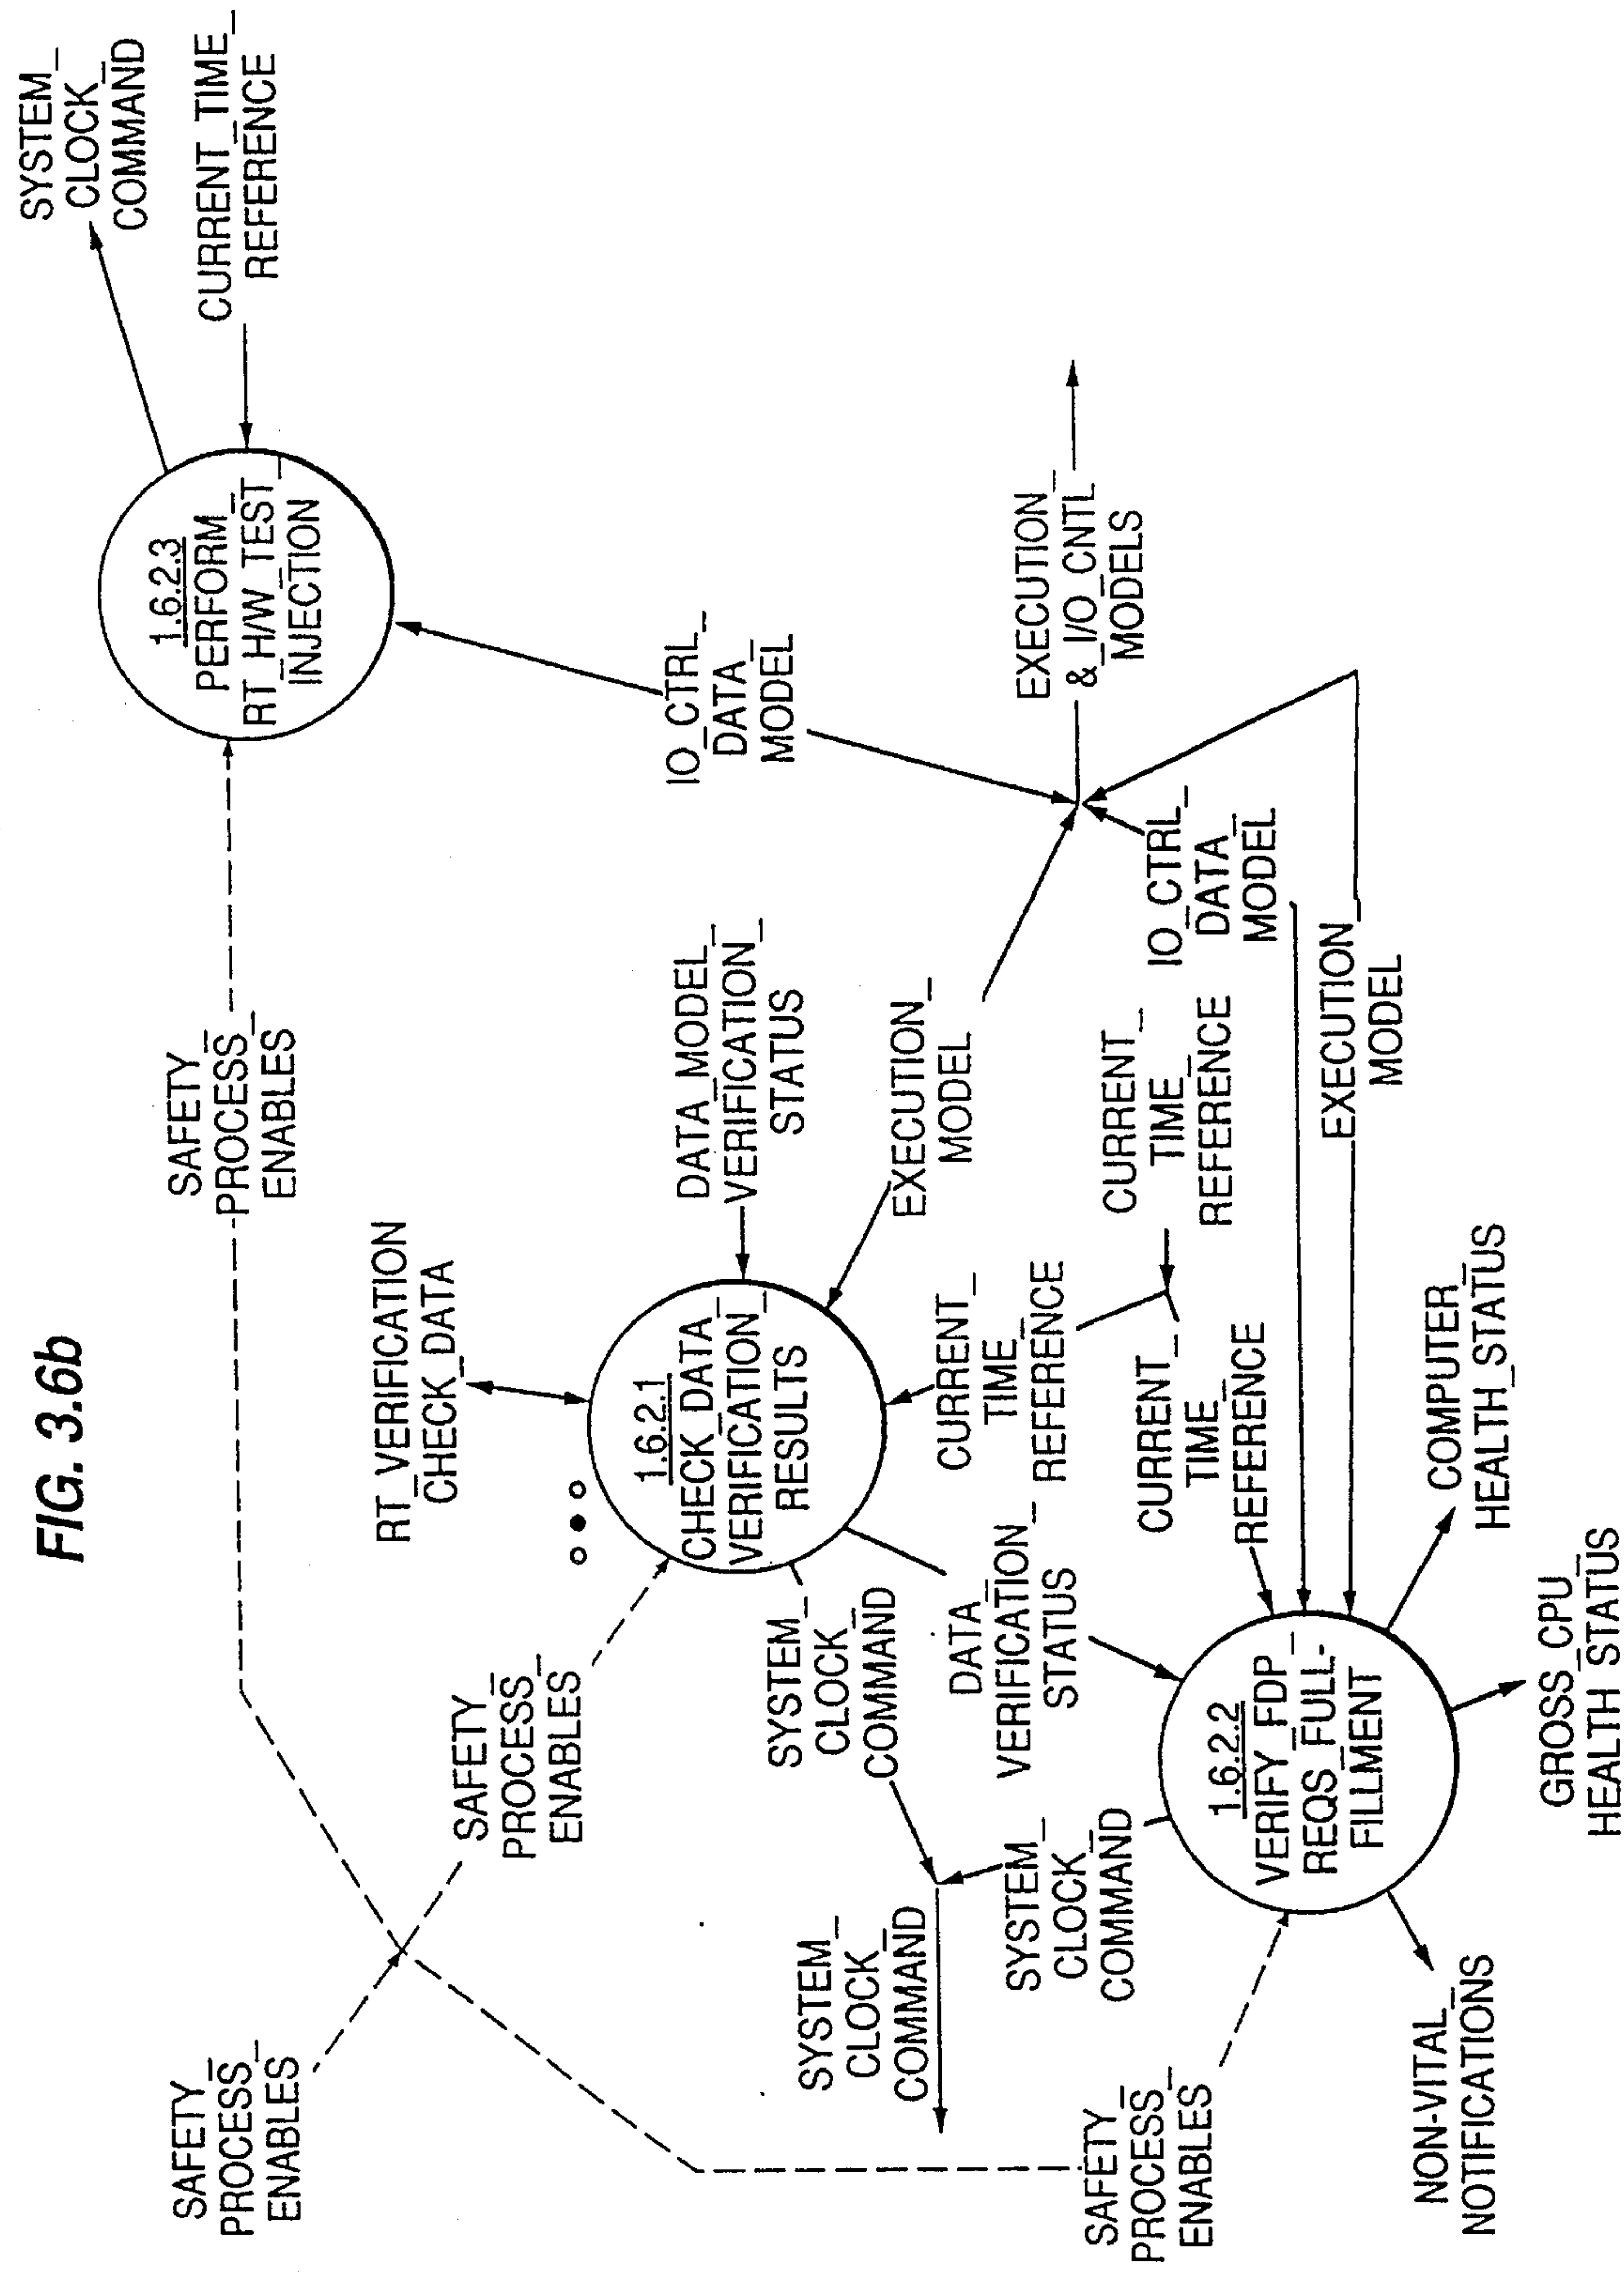 FIG. 3.6b
SAFETY_
PROCESS_
ENABLES
SAFETY_
PROCESS_
ENABLES
SYSTEM_
CLOCK_
COMMAND
CURRENT_TIME_
REFERENCE
1.6.2.3
PERFORM_
RT_H/W_TEST_
INJECTION
RT_VERIFICATION
CHECK_DATA
SAFETY_
PROCESS_
ENABLES
1.6.2.1
CHECK_DATA_
VERIFICATION_
RESULTS
DATA_MODEL_
VERIFICATION_
STATUS
IO_CTRL_
DATA_
MODEL
SYSTEM_
CLOCK_
COMMAND
SYSTEM_
CLOCK_
COMMAND
EXECUTION_
MODEL
CURRENT_
TIME_
REFERENCE
DATA_
VERIFICATION_
STATUS
SYSTEM_
CLOCK_
COMMAND
EXECUTION_
&_I/O_CNTL_
MODELS
CURRENT_
TIME_
REFERENCE
SAFETY_
PROCESS_
ENABLES
CURRENT_
TIME_
REFERENCE
IO_CTRL_
DATA_
MODEL
1.6.2.2
VERIFY_FDP_
REQS_FULL-
FILLMENT
EXECUTION_
MODEL
NON-VITAL_
NOTIFICATIONS
COMPUTER_
HEALTH_STATUS
GROSS_CPU_
HEALTH STATUS